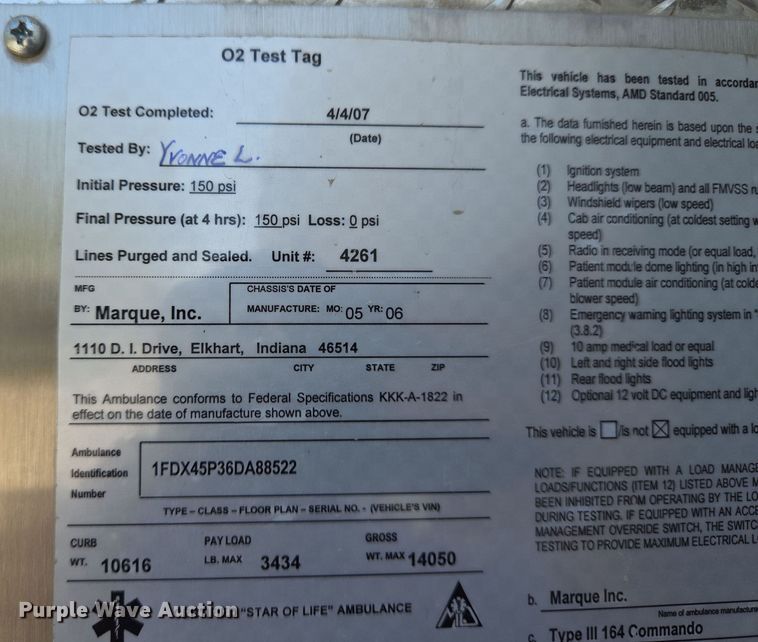 O2 Test Tag
O2 Test Completed: 4/4/07
(Date)
Tested By: YVONNE L.
Initial Pressure: 150 psi
Final Pressure (at 4 hrs): 150 psi Loss: 0 psi
Lines Purged and Sealed. Unit #: 4261
MFG
BY: Marque, Inc.
CHASSIS'S DATE OF
MANUFACTURE: MO: 05 YR: 06
1110 D. I. Drive, Elkhart, Indiana 46514
ADDRESS CITY STATE ZIP
This Ambulance conforms to Federal Specifications KKK-A-1822 in
effect on the date of manufacture shown above.
Ambulance
Identification
Number
1FDX45P36DA88522
TYPE – CLASS – FLOOR PLAN – SERIAL NO. - (VEHICLE'S VIN)
CURB
WT. 10616
PAYLOAD
LB. MAX 3434
GROSS
WT. MAX 14050
"STAR OF LIFE" AMBULANCE
This vehicle has been tested in
Electrical Systems, AMD Standard 005.
a. The data furnished herein is based upon the
the following electrical equipment and electrical
(1) Ignition system
(2) Headlights (low beam) and all FMVSS
(3) Windshield wipers (low speed)
(4) Cab air conditioning (at coldest setting
speed)
(5) Radio in receiving mode (or equal load,
(6) Patient module dome lighting (in high
(7) Patient module air conditioning (at
blower speed)
(8) Emergency warning lighting system in "
(3.8.2)
(9) 10 amp medical load or equal
(10) Left and right side flood lights
(11) Rear flood lights
(12) Optional 12 volt DC equipment and
This vehicle is ☐/is not ☒ equipped with a
NOTE: IF EQUIPPED WITH A LOAD
LOADS/FUNCTIONS (ITEM 12) LISTED ABOVE
BEEN INHIBITED FROM OPERATING BY THE
DURING TESTING. IF EQUIPPED WITH AN
MANAGEMENT OVERRIDE SWITCH, THE
TESTING TO PROVIDE MAXIMUM ELECTRICAL
b. Marque Inc.
Name of ambulance
c. Type III 164 Commando
Purple Wave Auction